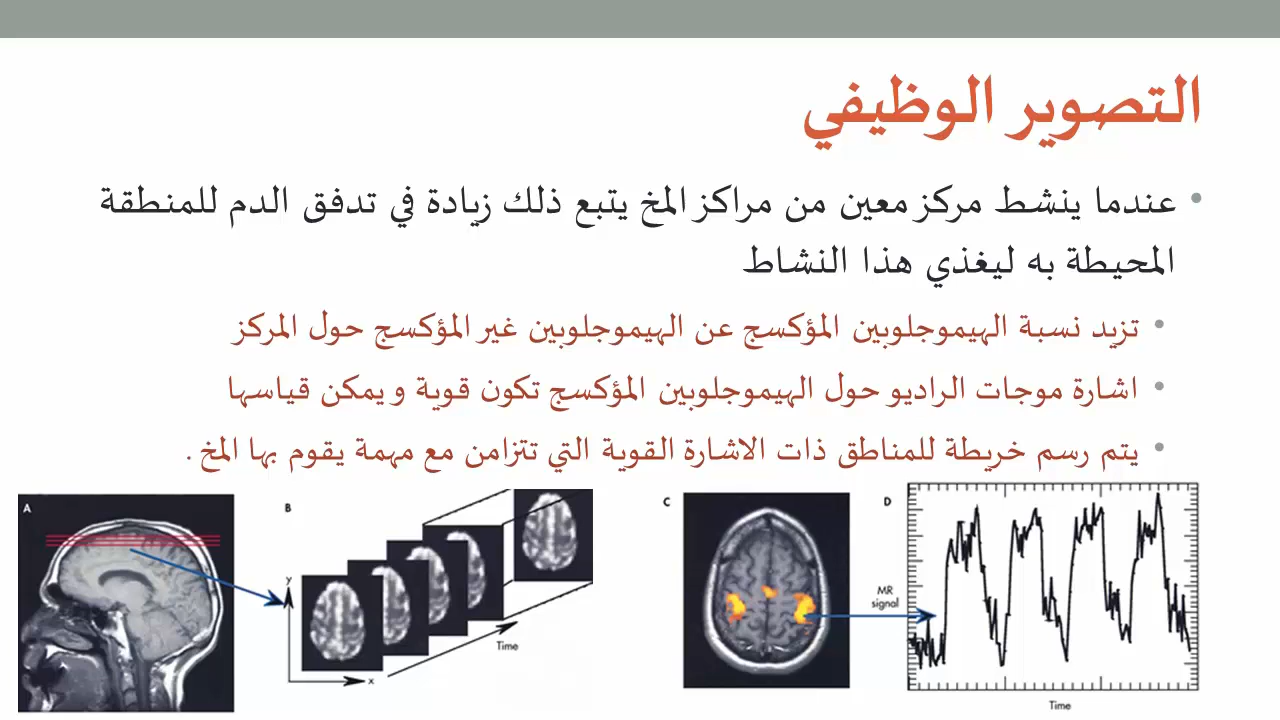 التصوير الوظيفي
• عندما ينشط مركز معين من مراكز المخ يتبع ذلك زيادة في تدفق الدم للمنطقة
المحيطة به ليغذي هذا النشاط
• تزيد نسبة الهيموجلوبين المؤكسج عن الهيموجلوبين غير المؤكسج حول المركز
• اشارة موجات الراديو حول الهيموجلوبين المؤكسج تكون قوية و يمكن قياسها
• يتم رسم خريطة للمناطق ذات الاشارة القوية التي تتزامن مع مهمة يقوم بها المخ .
A
B
y
x
Time
C
D
MR
signal
Time